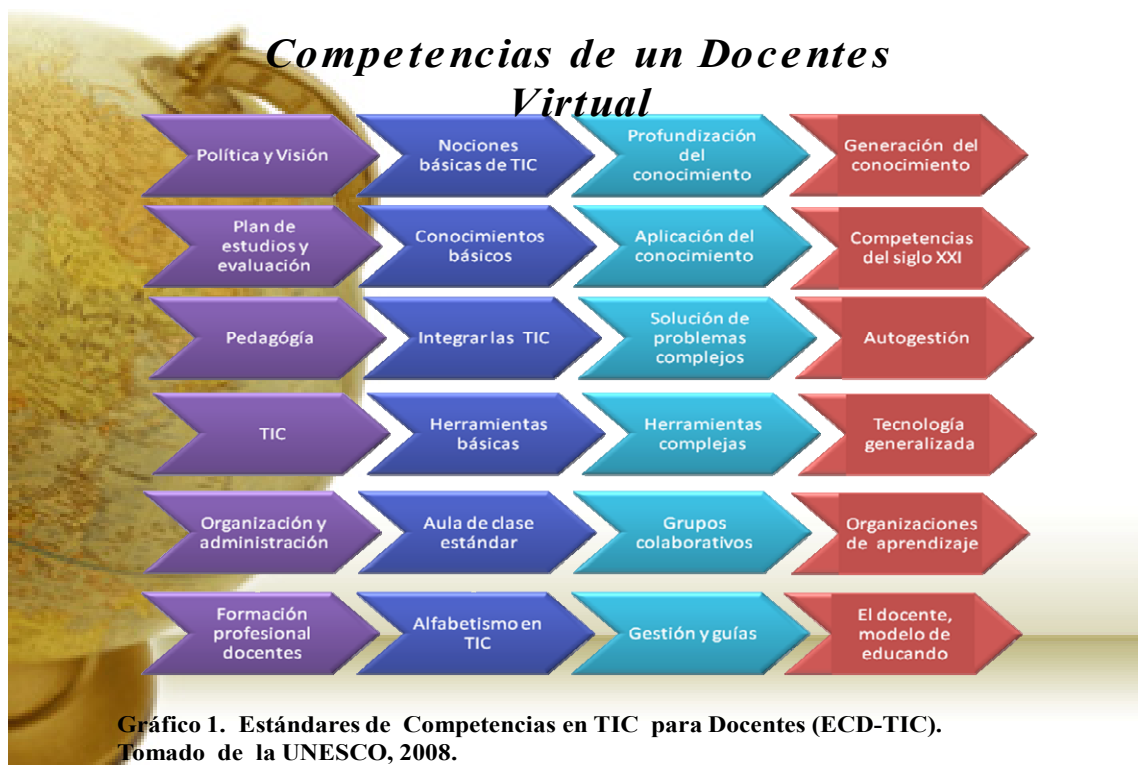 Competencias de un Docentes
Virtual
Política y Visión
Nociones
básicas de TIC
Profundización
del
conocimiento
Generación del
conocimiento
Plan de
estudios y
evaluación
Conocimientos
básicos
Aplicación del
conocimiento
Competencias
del siglo XXI
Pedagógía
Integrar las TIC
Solución de
problemas
complejos
Autogestión
TIC
Herramientas
básicas
Herramientas
complejas
Tecnología
generalizada
Organización y
administración
Aula de clase
estándar
Grupos
colaborativos
Organizaciones
de aprendizaje
Formación
profesional
docentes
Alfabetismo en
TIC
Gestión y guías
El docente,
modelo de
educando
Gráfico 1. Estándares de Competencias en TIC para Docentes (ECD-TIC).
Tomado de la UNESCO, 2008.